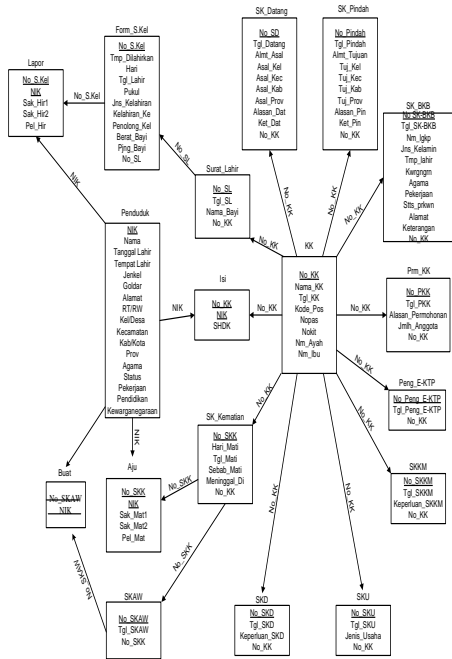 SK_Datang
No_SD
Tgl_Datang
Almt_Asal
Asal_Kel
Asal_Kec
Asal_Kab
Asal_Prov
Alasan_Dat
Ket_Dat
No_KK
SK_Pindah
No_Pindah
Tgl_Pindah
Almt_Tujuan
Tuj_Kel
Tuj_Kec
Tuj_Kab
Tuj_Prov
Alasan_Pin
Ket_Pin
No_KK
Form_S.Kel
No_S.Kel
Tmp_Dilahirkan
Hari
Tgl_Lahir
Pukul
Jns_Kelahiran
Kelahiran_Ke
Penolong_Kel
Berat_Bayi
Pjng_Bayi
No_SL
Lapor
No_S.Kel
NIK
Sak_Hir1
Sak_Hir2
Pel_Hir
No_S.Kel
SK_BKB
No_SK-BKB
Tgl_SK-BKB
Nm_lgkp
Jns_Kelamin
Tmp_lahir
Kwrgngrn
Agama
Pekerjaan
Stts_prkwn
Alamat
Keterangan
No_KK
No_SL
Surat_Lahir
No_SL
Tgl_SL
Nama_Bayi
No_KK
NIK
No_KK
No_KK
No_KK
No_KK
Penduduk
NIK
Nama
Tanggal Lahir
Tempat Lahir
Jenkel
Goldar
Alamat
RT/RW
Kel/Desa
Kecamatan
Kab/Kota
Prov
Agama
Status
Pekerjaan
Pendidikan
Kewarganegaraan
KK
No_KK
Nama_KK
Tgl_KK
Kode_Pos
Nopas
Nokit
Nm_Ayah
Nm_Ibu
Isi
No_KK
NIK
SHDK
NIK
No_KK
No_KK
Prm_KK
No_PKK
Tgl_PKK
Alasan_Permohonan
Jmlh_Anggota
No_KK
No_KK
Peng_E-KTP
No_Peng_E-KTP
Tgl_Peng_E-KTP
No_KK
No_KK
SK_Kematian
No_SKK
Hari_Mati
Tgl_Mati
Sebab_Mati
Meninggal_Di
No_KK
No_KK
NIK
Buat
No_SKAW
NIK
Aju
No_SKK
NIK
Sak_Mat1
Sak_Mat2
Pel_Mat
No_SKK
SKKM
No_SKKM
Tgl_SKKM
Keperluan_SKKM
No_KK
No_KK
No_KK
No_SKK
No_SKAW
SKAW
No_SKAW
Tgl_SKAW
No_SKK
SKD
No_SKD
Tgl_SKD
Keperluan_SKD
No_KK
SKU
No_SKU
Tgl_SKU
Jenis_Usaha
No_KK